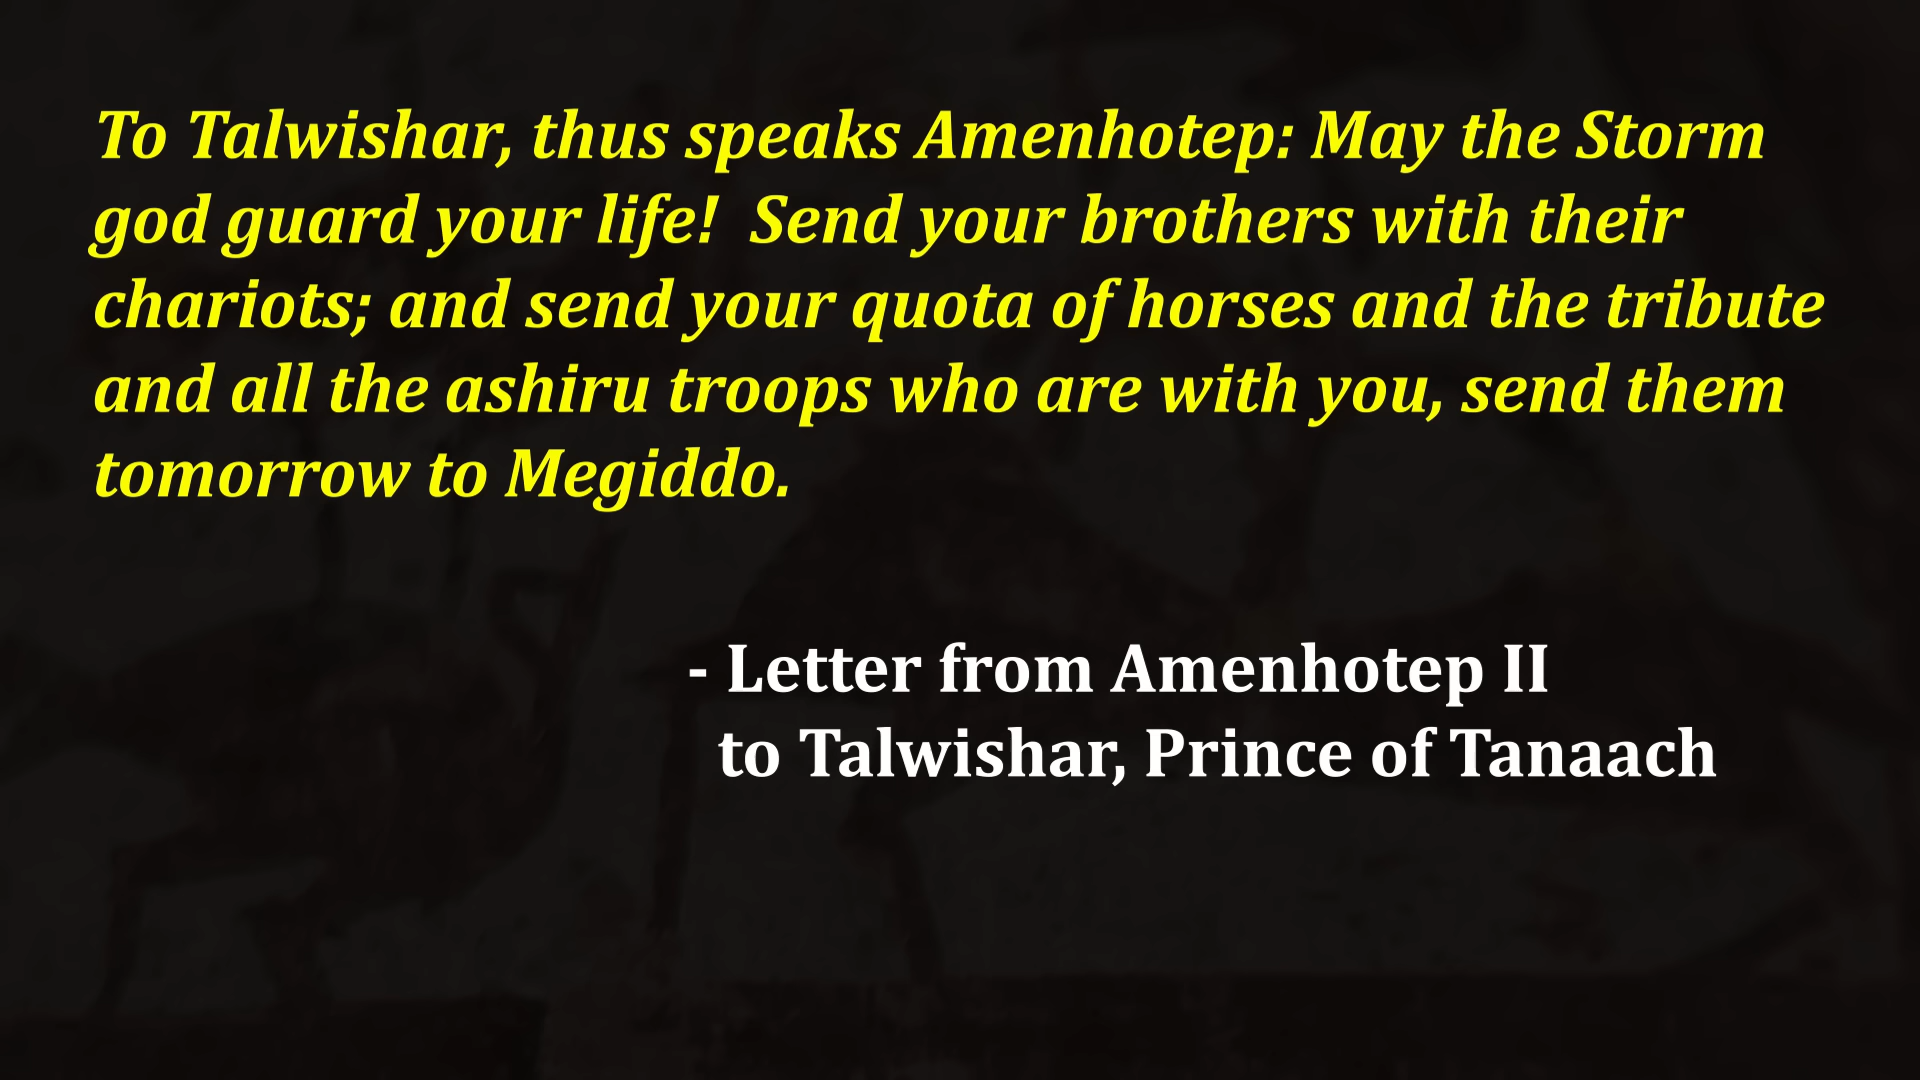 To Talwishar, thus speaks Amenhotep: May the Storm
god guard your life!  Send your brothers with their
chariots; and send your quota of horses and the tribute
and all the ashiru troops who are with you, send them
tomorrow to Megiddo.
- Letter from Amenhotep II
to Talwishar, Prince of Tanaach